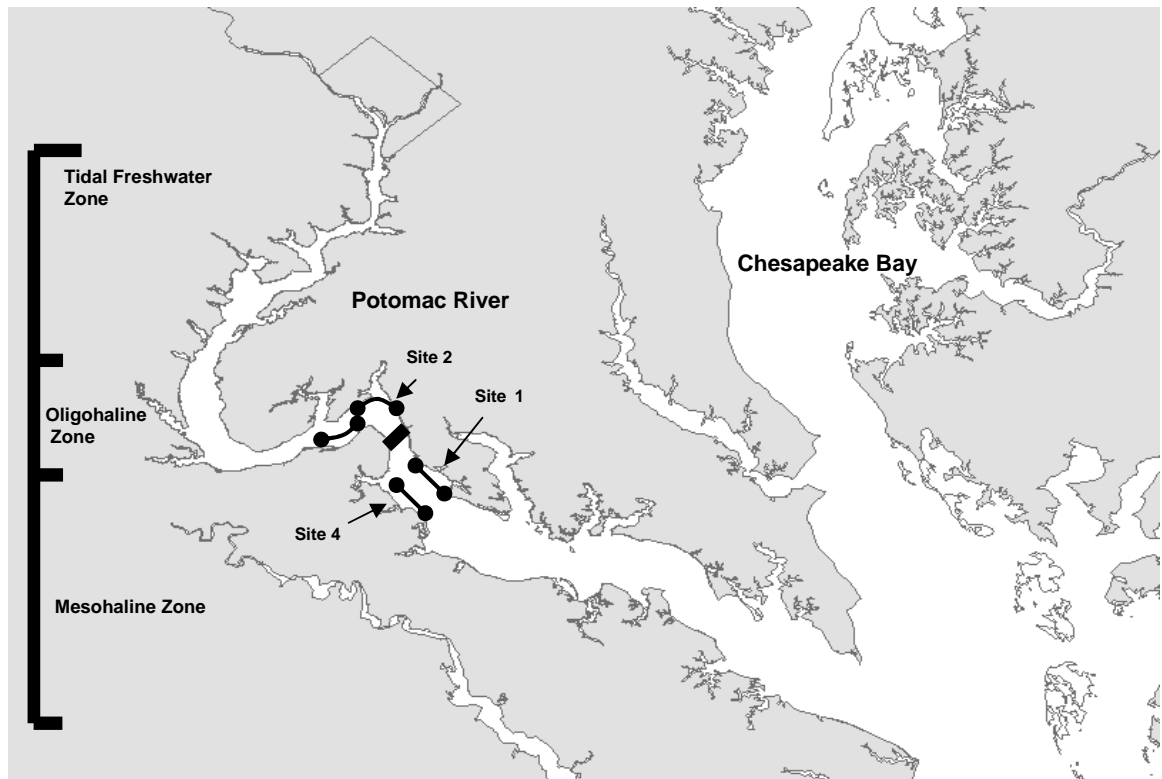 Tidal Freshwater
Zone
Chesapeake Bay
Potomac River
Site 2
Site 1
Oligohaline
Zone
Site 4
Mesohaline Zone